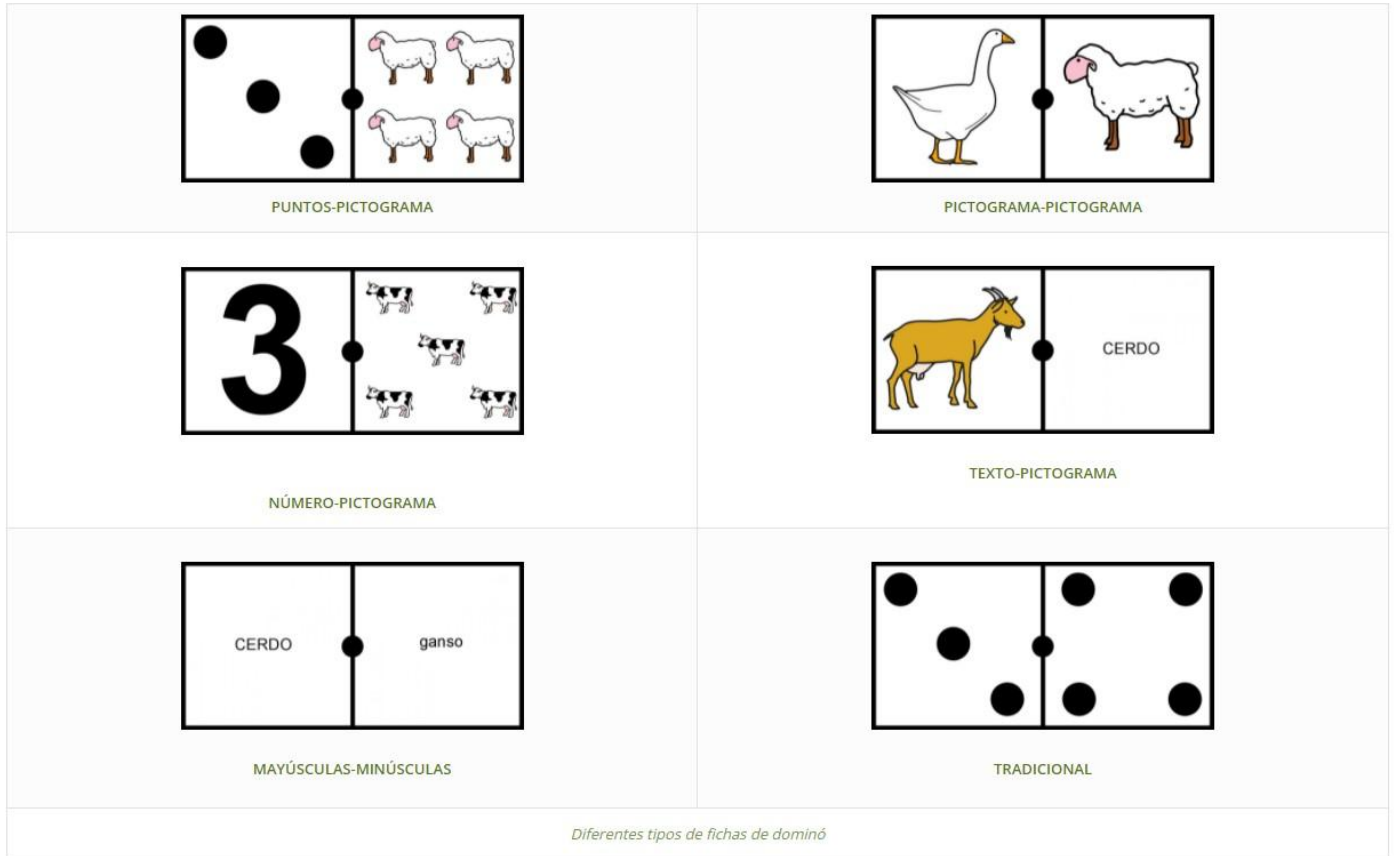 PUNTOS-PICTOGRAMA
PICTOGRAMA-PICTOGRAMA
3
CERDO
NÚMERO-PICTOGRAMA
TEXTO-PICTOGRAMA
CERDO
ganso
MAYÚSCULAS-MINÚSCULAS
TRADICIONAL
Diferentes tipos de fichas de dominó